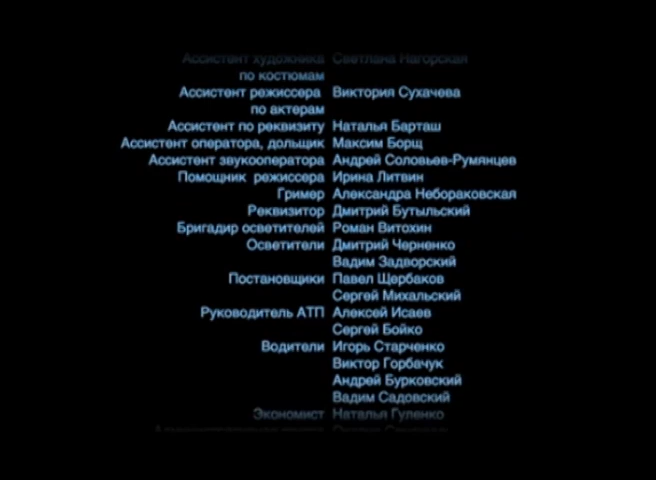 Ассистент художника Светлана Нагорская
по костюмам
Ассистент режиссера Виктория Сухачева
по актерам
Ассистент по реквизиту Наталья Барташ
Ассистент оператора, дольщик Максим Борщ
Ассистент звукооператора Андрей Соловьев-Румянцев
Помощник режиссера Ирина Литвин
Гример Александра Небораковская
Реквизитор Дмитрий Бутыльский
Бригадир осветителей Роман Витохин
Осветители Дмитрий Черненко
Вадим Задворский
Постановщики Павел Щербаков
Сергей Михальский
Руководитель АТП Алексей Исаев
Сергей Бойко
Водители Игорь Старченко
Виктор Горбачук
Андрей Бурковский
Вадим Садовский
Экономист Наталья Гуленко